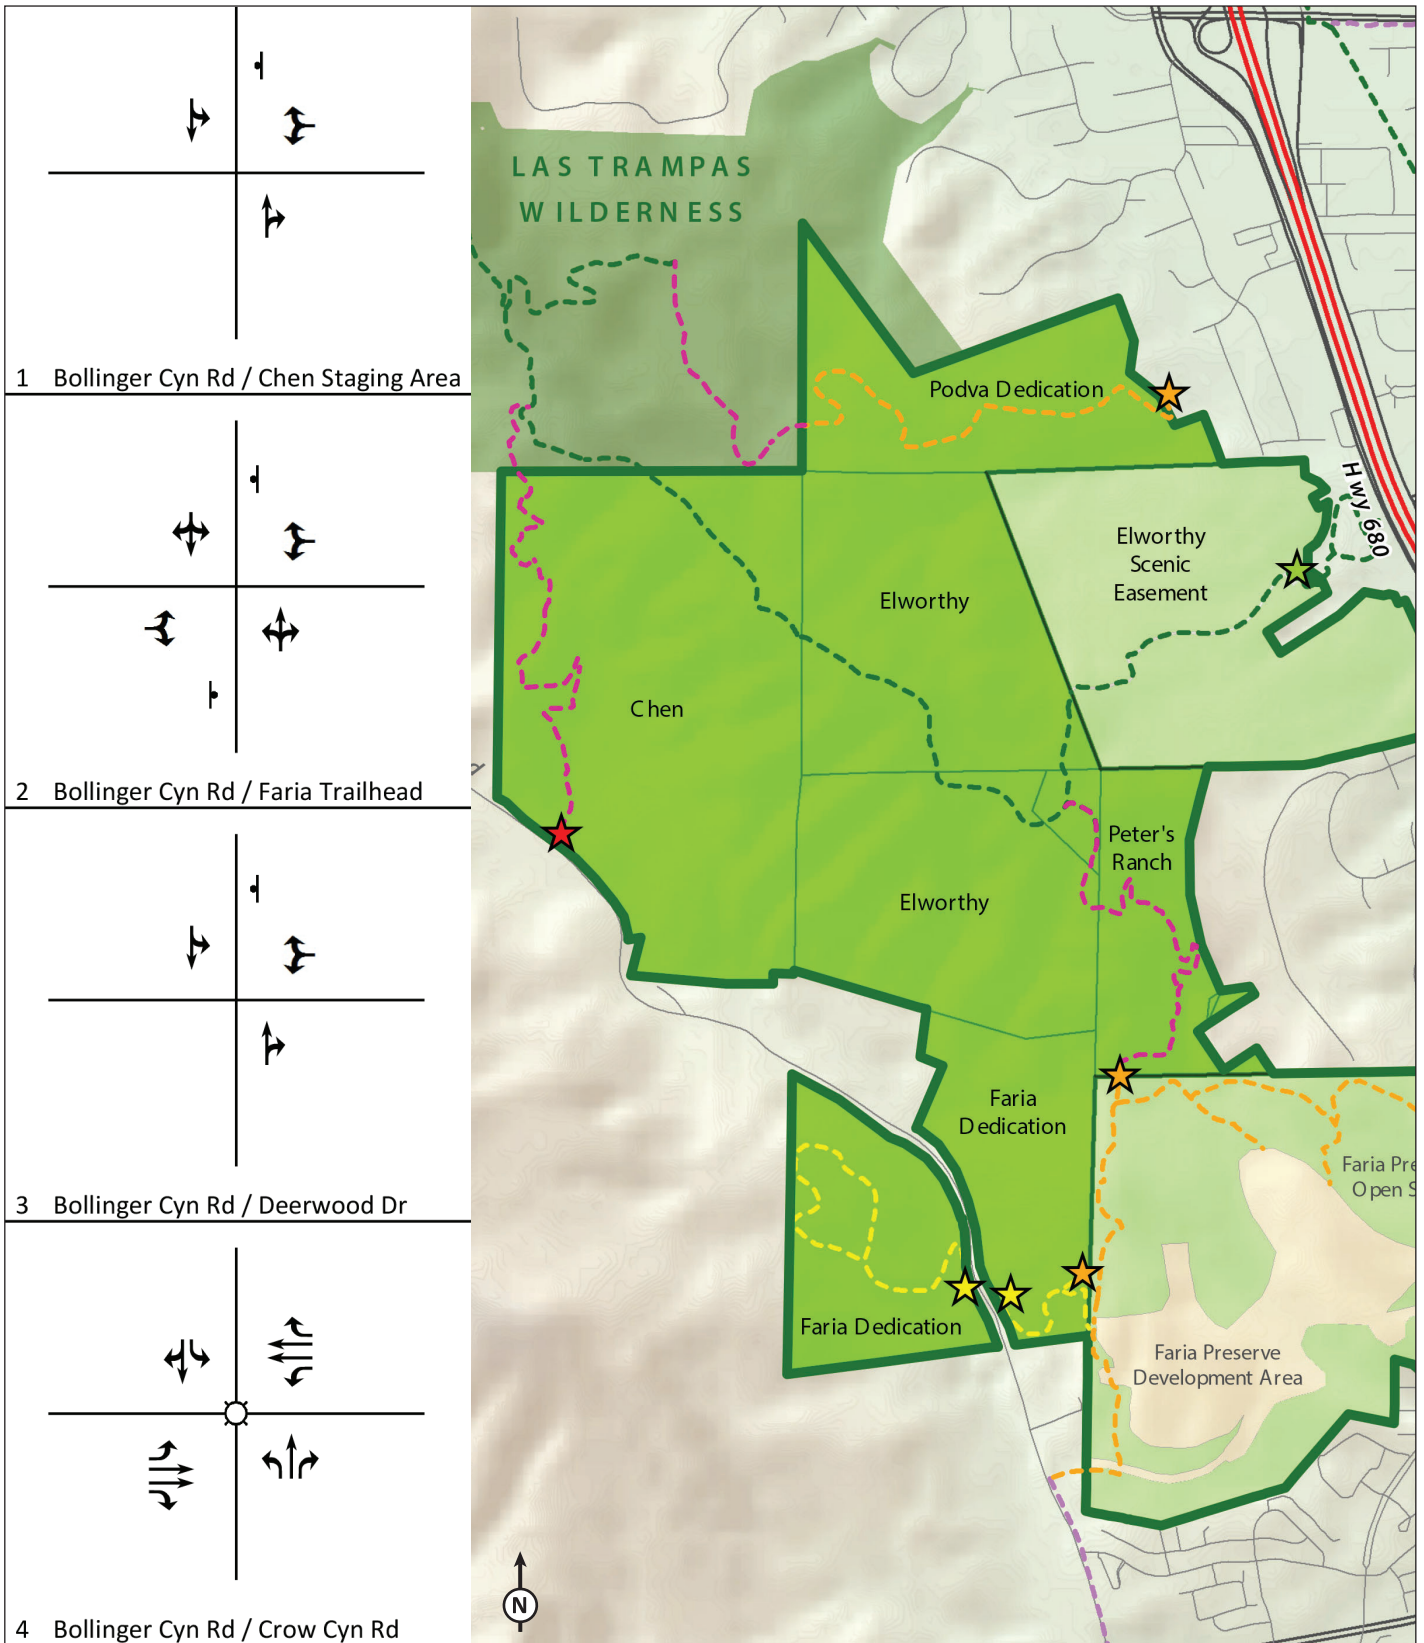 1 Bollinger Cyn Rd / Chen Staging Area
2 Bollinger Cyn Rd / Faria Trailhead
3 Bollinger Cyn Rd / Deerwood Dr
4 Bollinger Cyn Rd / Crow Cyn Rd
LAS TRAMPAS
WILDERNESS
Podva Dedication
Hwy 680
Elworthy
Scenic
Easement
Elworthy
Chen
Peter's
Ranch
Elworthy
Faria
Dedication
Faria Pre
Open S
Faria Dedication
Faria Preserve
Development Area
N